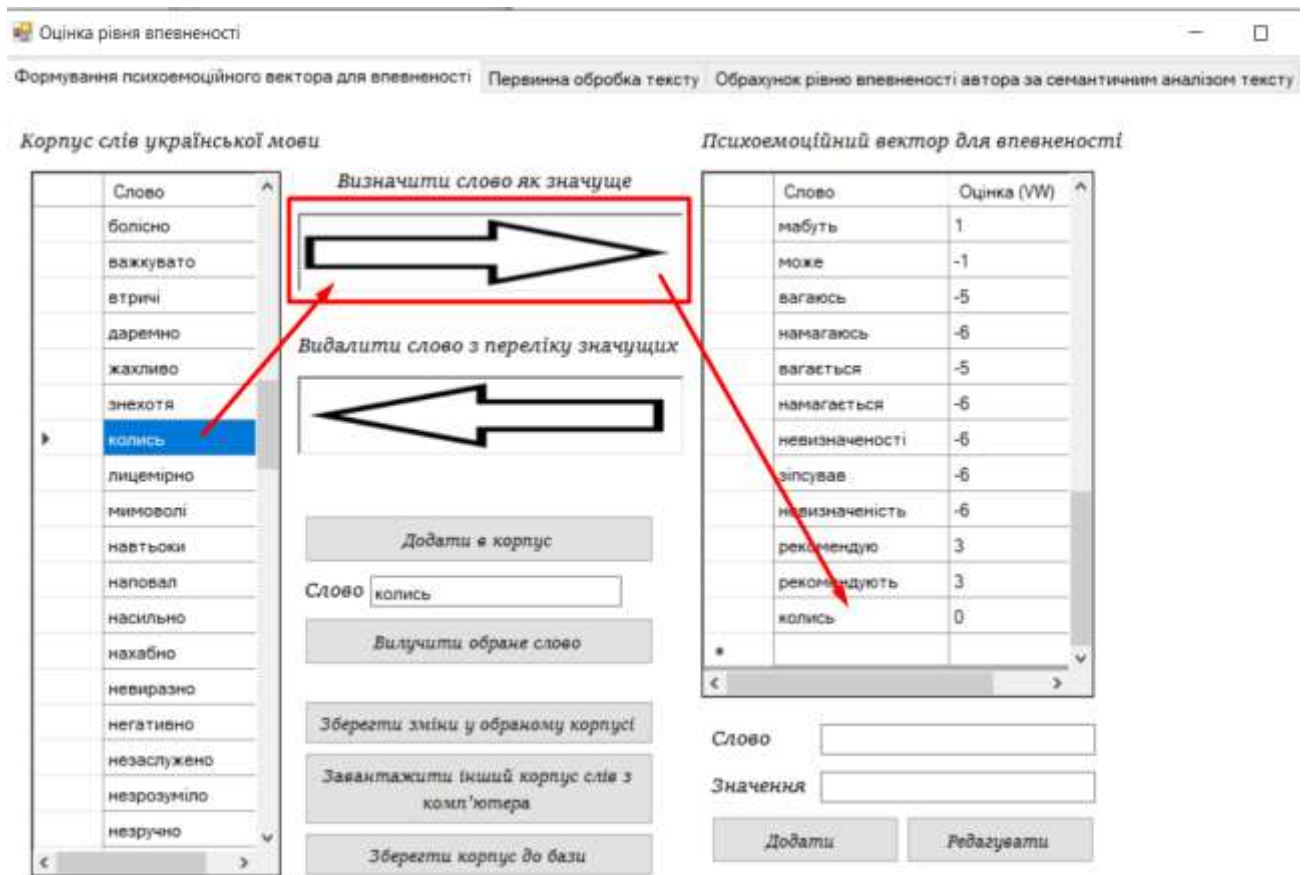 Оцінка рівня впевненості
Формування психоемоційного вектора для впевненості
Первинна обробка тексту
Обрахунок рівню впевненості автора за семантичним аналізом тексту
Корпус слів української мови
Слово
болісно
важкувато
втричі
даремно
жахливо
знехотя
колись
лицемірно
мимоволі
навтьоки
наповал
насильно
нахабно
невиразно
негативно
незаслужено
незрозуміло
незручно
Визначити слово як значуще
Видалити слово з переліку значущих
Додати в корпус
Слово колись
Вилучити обране слово
Зберегти зміни у обраному корпусі
Завантажити інший корпус слів з
комп'ютера
Зберегти корпус до бази
Психоемоційний вектор для впевненості
Слово Оцінка (VW)
мабуть 1
може -1
вагаюсь -5
намагаюсь -6
вагається -5
намагається -6
невизначеності -6
зіпсував -6
невизначеність -6
рекомендую 3
рекомендують 3
колись 0
Слово
Значення
Додати
Редагувати